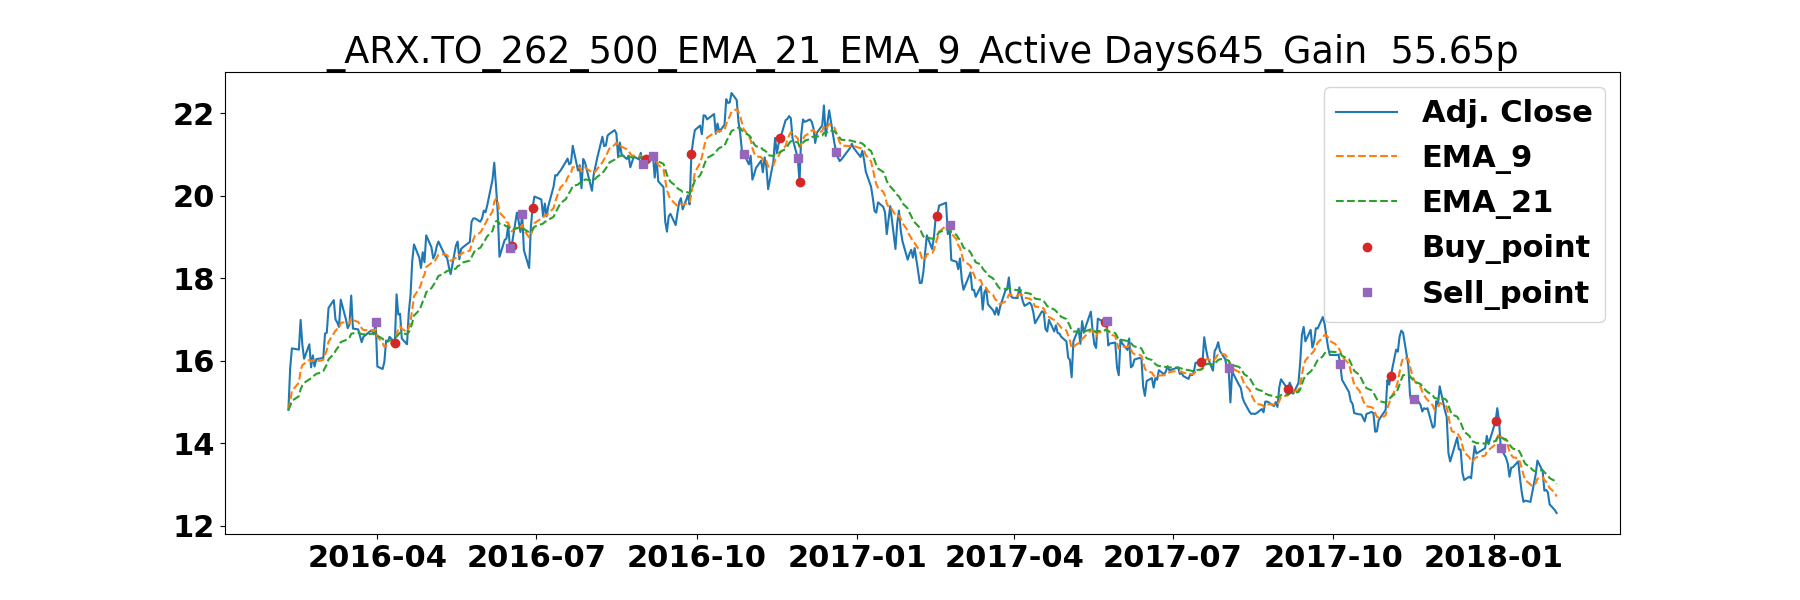 _ARX.TO_262_500_EMA_21_EMA_9_Active Days645_Gain  55.65p
22
20
18
16
14
12
2016-04 2016-07 2016-10 2017-01 2017-04 2017-07 2017-10 2018-01
Adj. Close
EMA_9
EMA_21
Buy_point
Sell_point